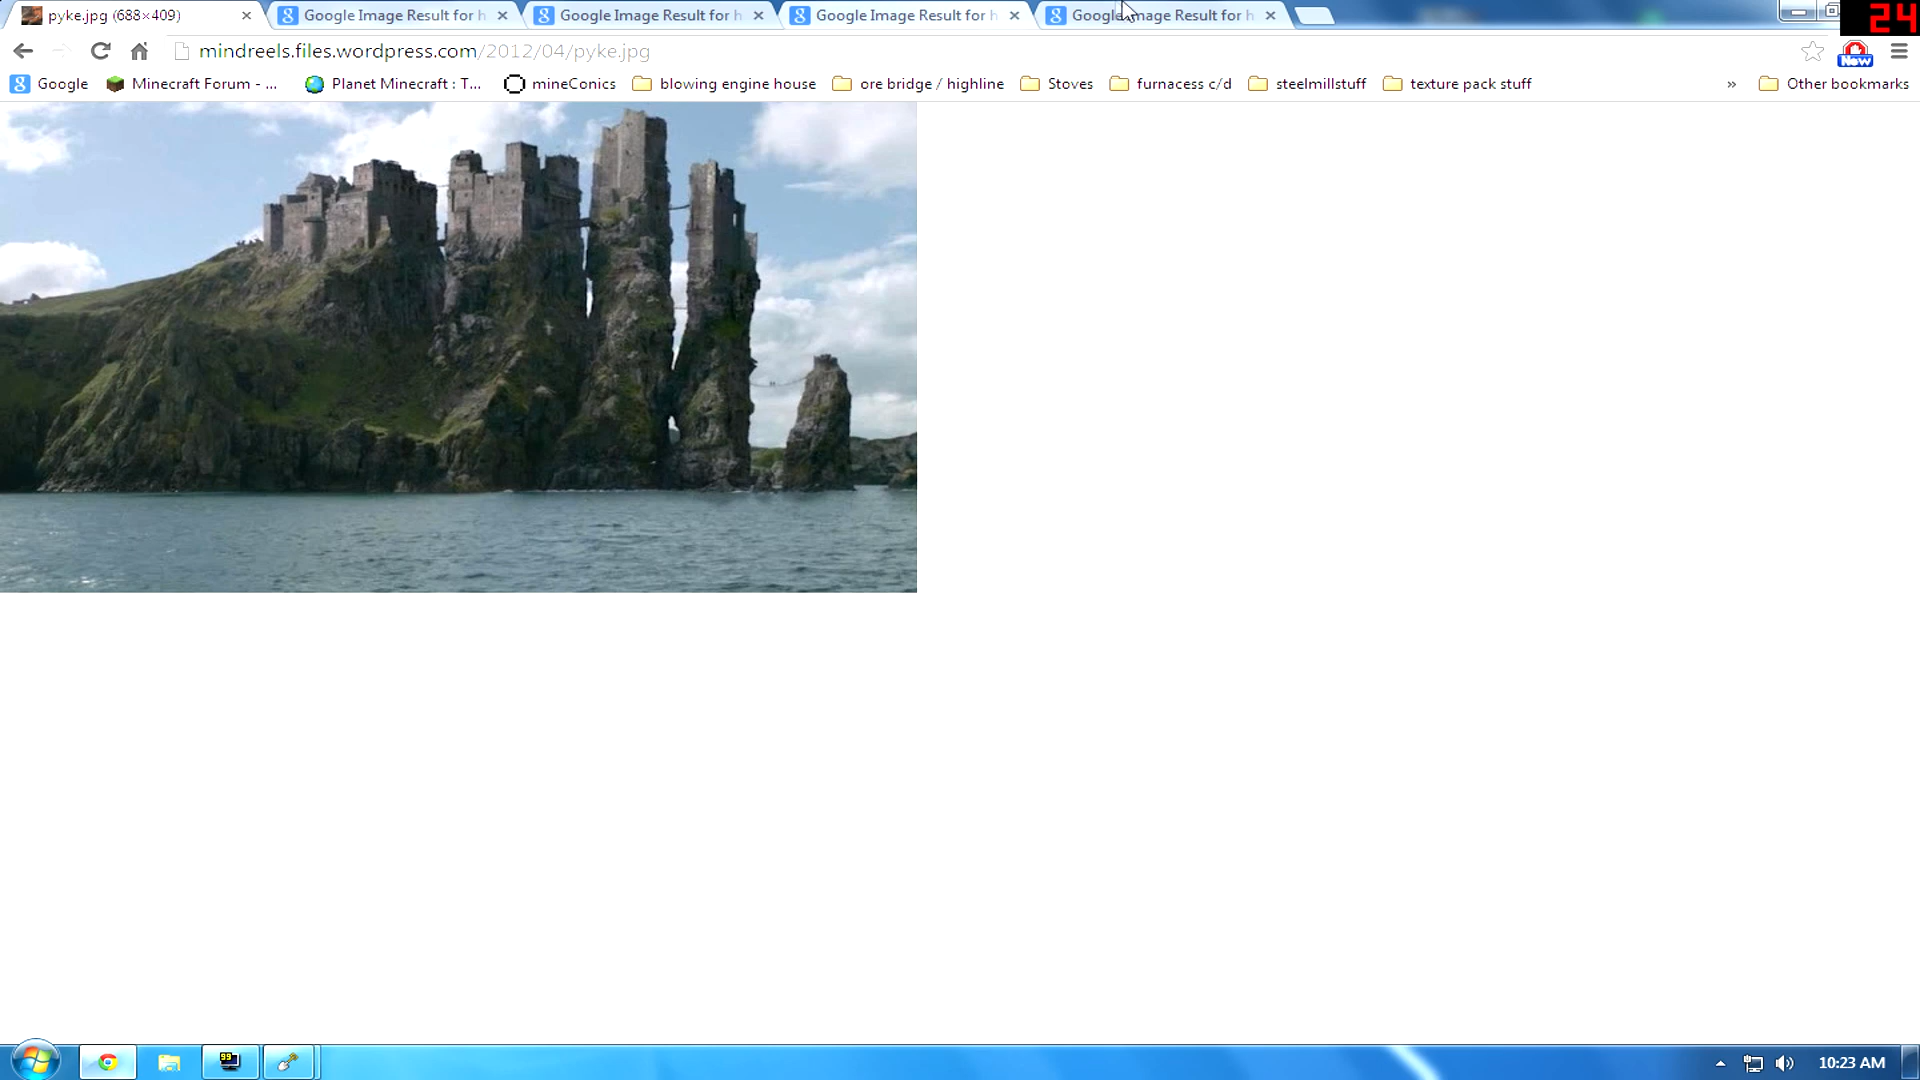 pyke.jpg (688×409)
Google Image Result for h
Google Image Result for h
Google Image Result for h
Google Image Result for h
24
mindreels.files.wordpress.com/2012/04/pyke.jpg
New
Google
Minecraft Forum - ...
Planet Minecraft : T...
mineConics
blowing engine house
ore bridge / highline
Stoves
furnacess c/d
steelmillstuff
texture pack stuff
»
Other bookmarks
99
10:23 AM